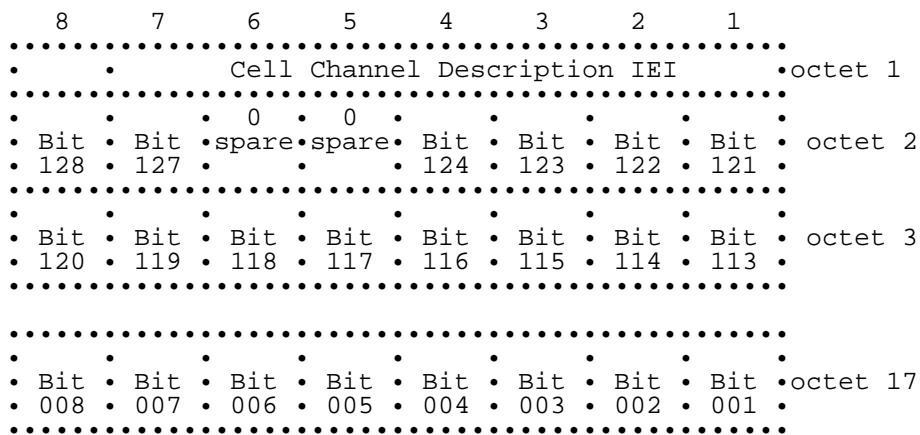 8 7 6 5 4 3 2 1
Cell Channel Description IEI octet 1
0 0
Bit Bit spare spare Bit Bit Bit Bit octet 2
128 127 124 123 122 121
Bit Bit Bit Bit Bit Bit Bit Bit octet 3
120 119 118 117 116 115 114 113
Bit Bit Bit Bit Bit Bit Bit Bit octet 17
008 007 006 005 004 003 002 001